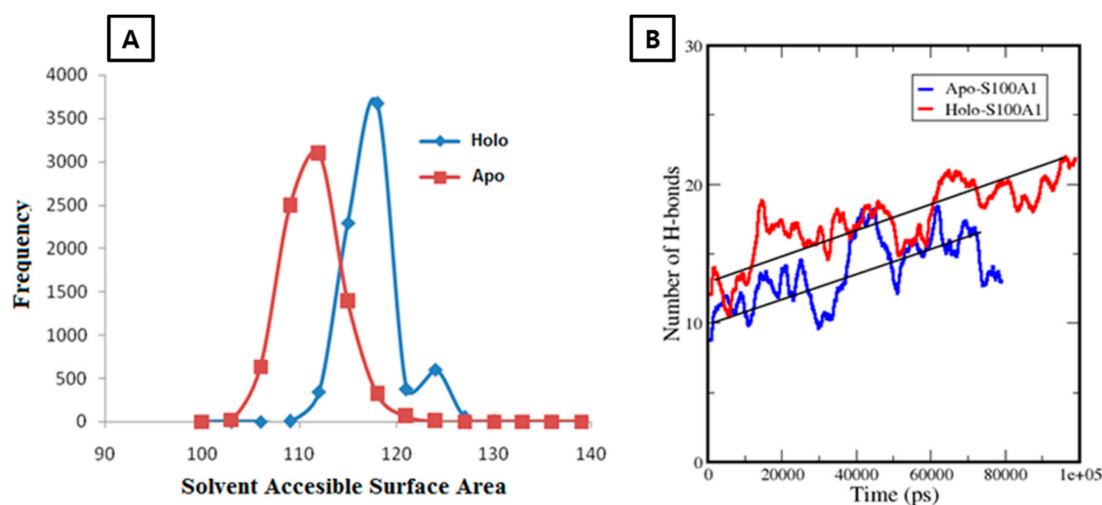 A
4000
3500
3000
2500
2000
1500
1000
500
0
Frequency
Holo
Apo
90 100 110 120 130 140
Solvent Accesible Surface Area
B
30
20
10
0
Number of H-bonds
Apo-S100A1
Holo-S100A1
0 20000 40000 60000 80000 1e+05
Time (ps)